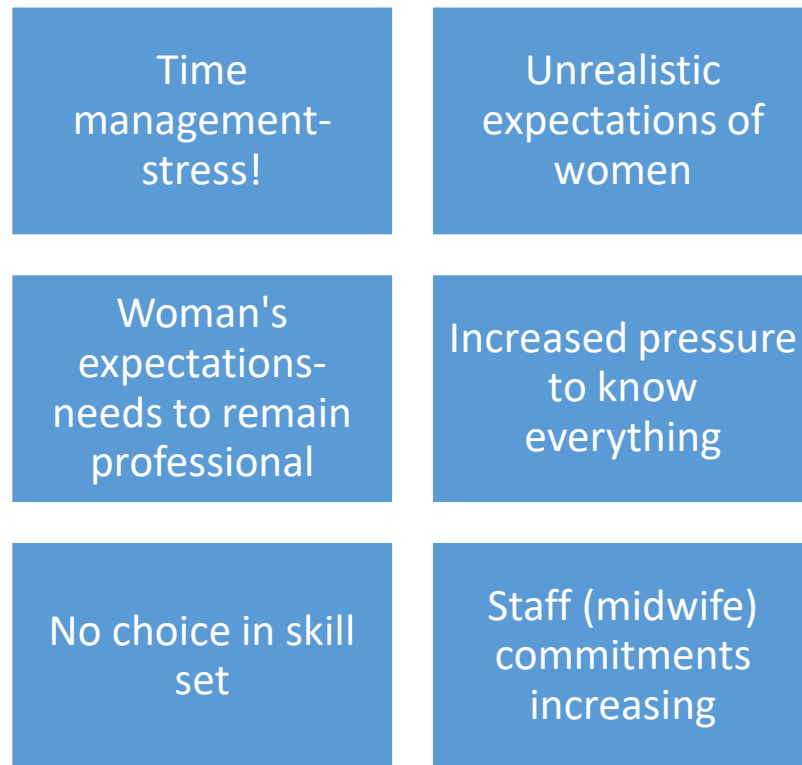 Time
management-
stress!
Unrealistic
expectations of
women
Woman's
expectations-
needs to remain
professional
Increased pressure
to know
everything
No choice in skill
set
Staff (midwife)
commitments
increasing